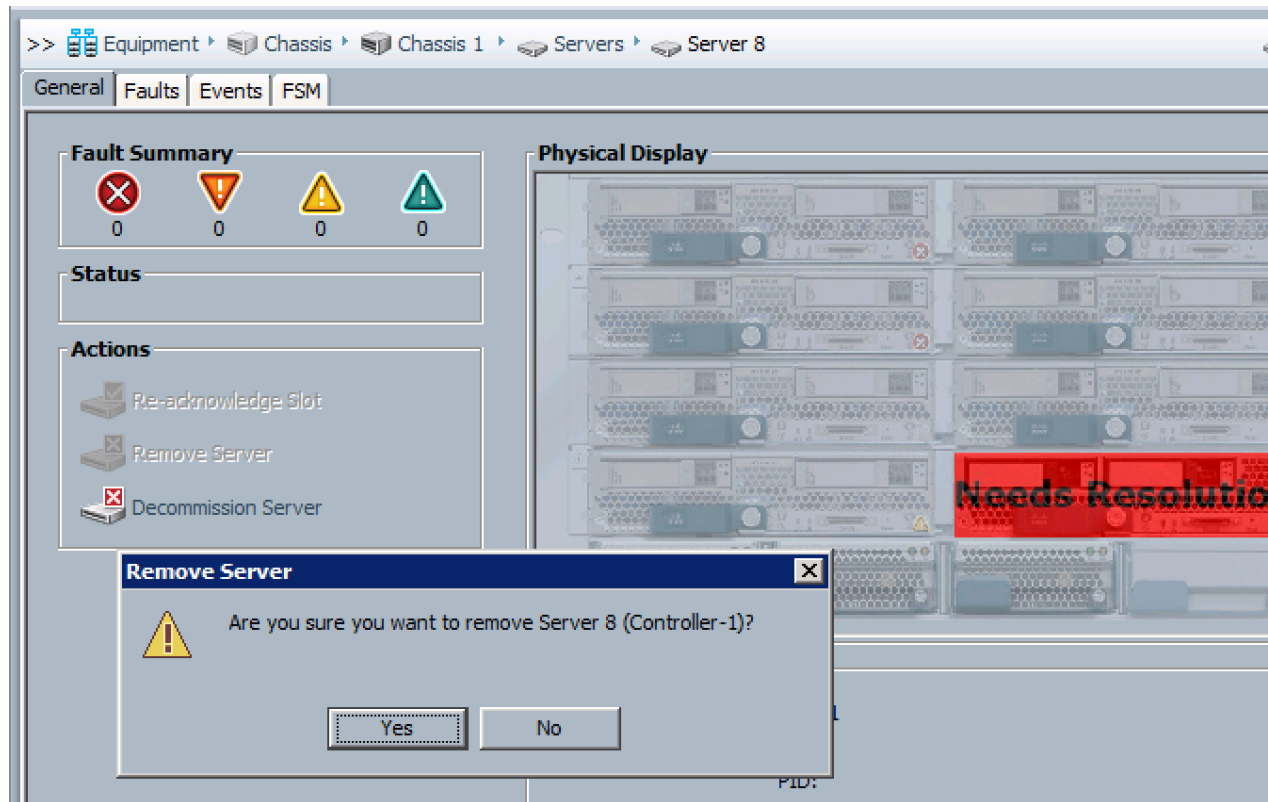 >> Equipment Chassis Chassis 1 Servers Server 8
General Faults Events FSM
Fault Summary
0 0 0 0
Status
Actions
Re-acknowledge Slot
Remove Server
Decommission Server
Physical Display
Needs Resolutio
Remove Server
Are you sure you want to remove Server 8 (Controller-1)?
Yes No
1
PID: